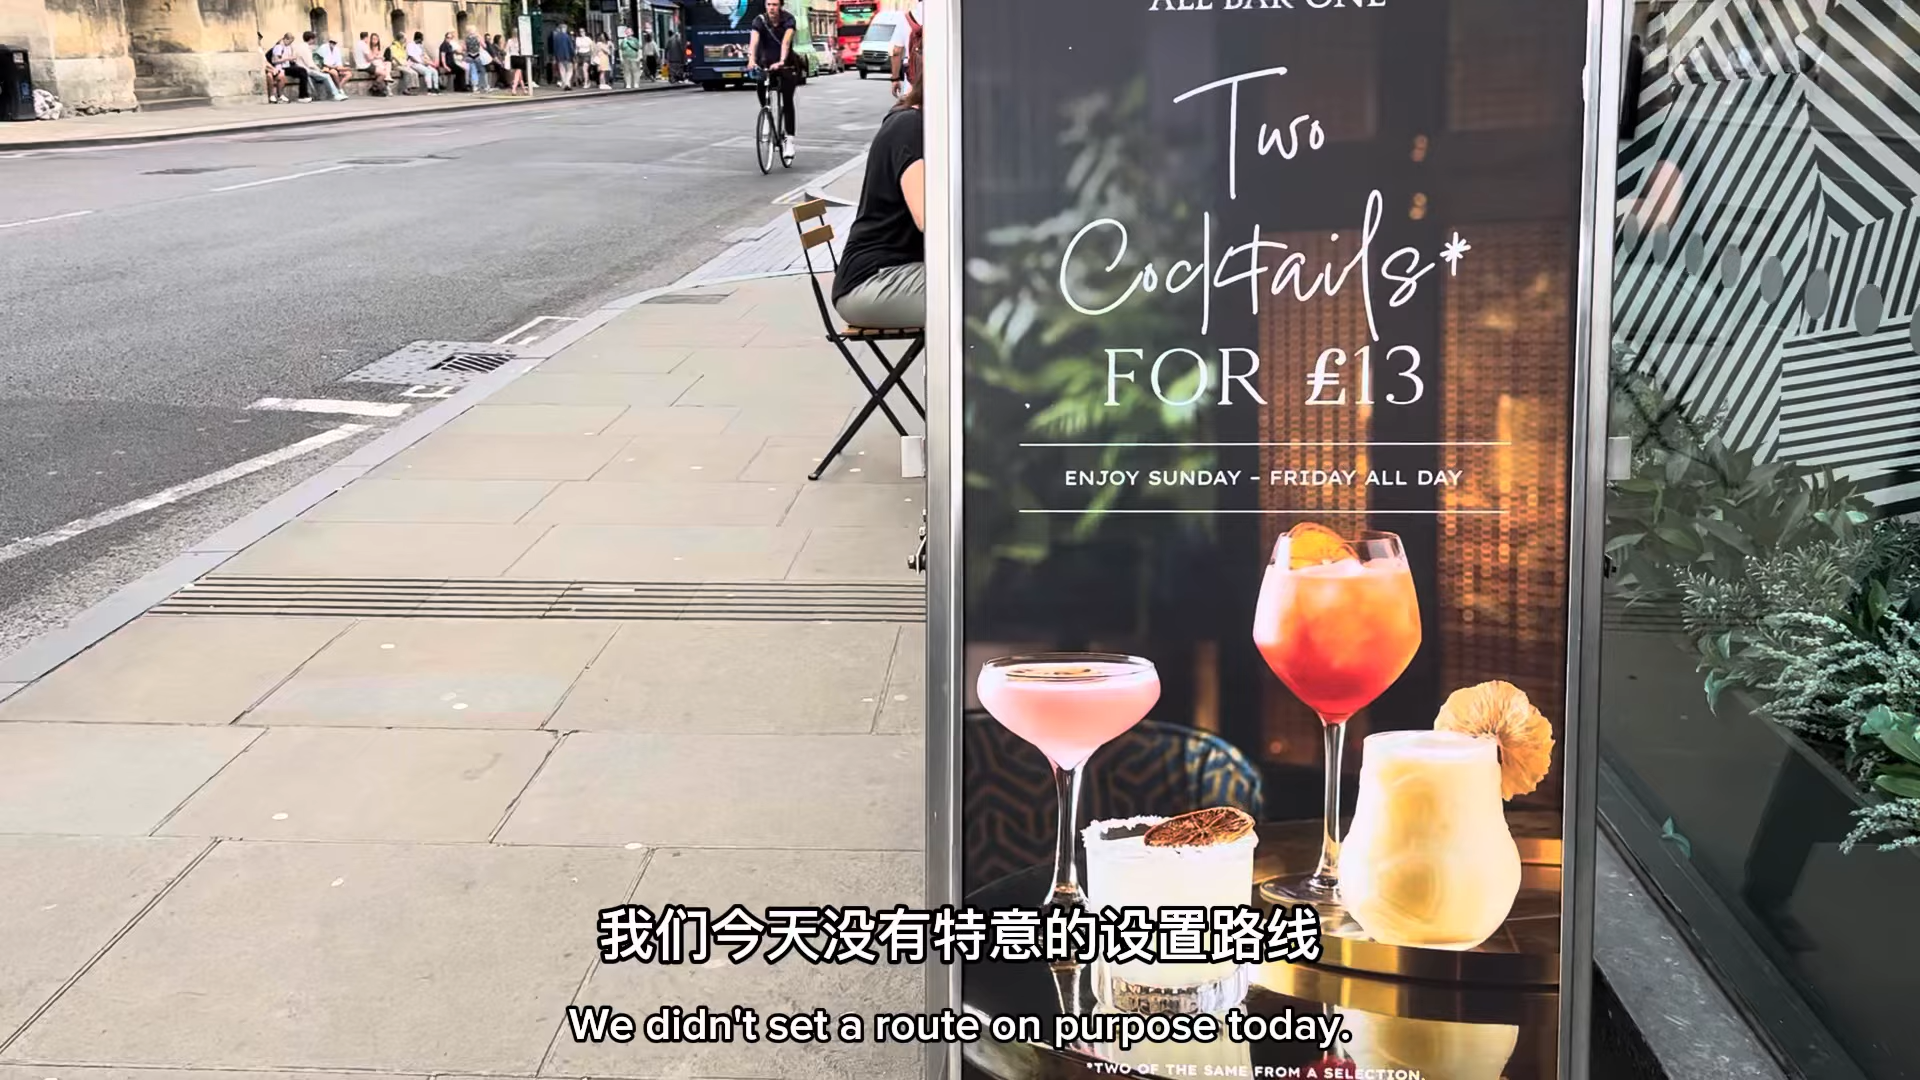 ALL BAR ONE
Two
Cocktails*
FOR £13
ENJOY SUNDAY – FRIDAY ALL DAY
我们今天没有特意的设置路线
We didn't set a route on purpose today.
*TWO OF THE SAME FROM A SELECTION.